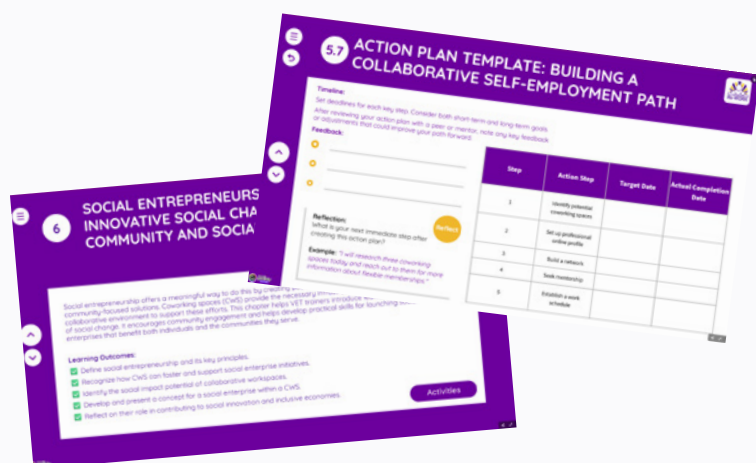 5.7
ACTION PLAN TEMPLATE: BUILDING A
COLLABORATIVE SELF-EMPLOYMENT PATH
Timeline:
Set deadlines for each key step. Consider both short-term and long-term goals
After reviewing your action plan with a peer or mentor, note any key feedback
or adjustments that could improve your path forward.
Feedback:
Reflection:
What is your next immediate step after
creating this action plan?
Reflect
Example: "I will research three coworking
spaces today and reach out to them for more
information about flexible memberships."
Step
Action Step
Target Date
Actual Completion
Date
1
Identify potential
coworking spaces
2
Set up professional
online profile
3
Build a network
4
Seek mentorship
5
Establish a work
schedule
6
SOCIAL ENTREPRENEURS
INNOVATIVE SOCIAL CHA
COMMUNITY AND SOCIA
Social entrepreneurship offers a meaningful way to do this by creating
community-focused solutions. Coworking spaces (CWS) provide the necessary
collaborative environment to support these efforts. This chapter helps VET trainers introduce
of social change. It encourages community engagement and helps develop practical skills for launching
enterprises that benefit both individuals and the communities they serve.
Learning Outcomes:
Define social entrepreneurship and its key principles.
Recognize how CWS can foster and support social enterprise initiatives.
Identify the social impact potential of collaborative workspaces.
Develop and present a concept for a social enterprise within a CWS.
Reflect on their role in contributing to social innovation and inclusive economies.
Activities